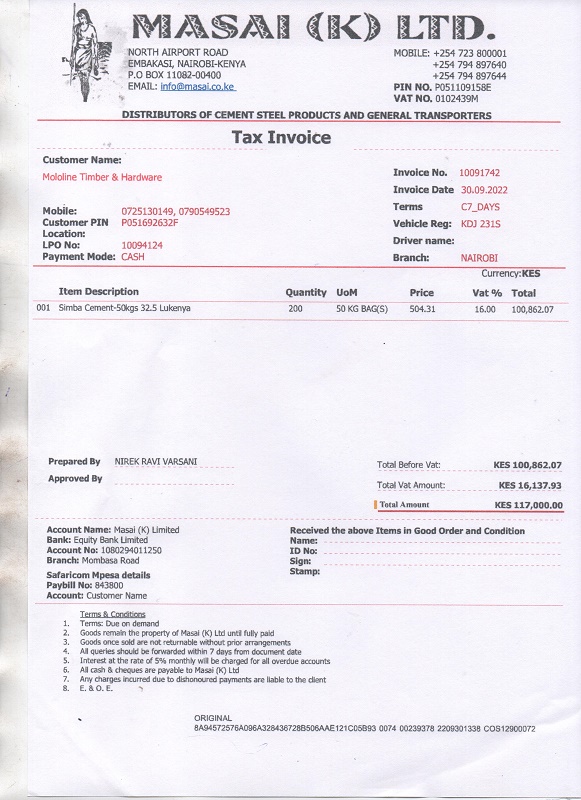 MASAI (K) LTD.
NORTH AIRPORT ROAD
EMBAKASI, NAIROBI-KENYA
P.O BOX 11082-00400
EMAIL: info@masai.co.ke
MOBILE: +254 723 800001
+254 794 897640
+254 794 897644
PIN NO. P051109158E
VAT NO. 0102439M
DISTRIBUTORS OF CEMENT STEEL PRODUCTS AND GENERAL TRANSPORTERS
Tax Invoice
Customer Name:
Mololine Timber & Hardware
Mobile: 0725130149, 0790549523
Customer PIN P051692632F
Location:
LPO No: 10094124
Payment Mode: CASH
Invoice No. 10091742
Invoice Date 30.09.2022
Terms C7_DAYS
Vehicle Reg: KDJ 231S
Driver name:
Branch: NAIROBI
Currency:KES
Item Description Quantity UoM Price Vat % Total
001 Simba Cement-50kgs 32.5 Lukenya 200 50 KG BAG(S) 504.31 16.00 100,862.07
Prepared By NIREK RAVI VARSANI
Approved By
Total Before Vat: KES 100,862.07
Total Vat Amount: KES 16,137.93
Total Amount KES 117,000.00
Account Name: Masai (K) Limited
Bank: Equity Bank Limited
Account No: 1080294011250
Branch: Mombasa Road
Safaricom Mpesa details
Paybill No: 843800
Account: Customer Name
Received the above Items in Good Order and Condition
Name:
ID No:
Sign:
Stamp:
Terms & Conditions
1. Terms: Due on demand
2. Goods remain the property of Masai (K) Ltd until fully paid
3. Goods once sold are not returnable without prior arrangements
4. All queries should be forwarded within 7 days from document date
5. Interest at the rate of 5% monthly will be charged for all overdue accounts
6. All cash & cheques are payable to Masai (K) Ltd
7. Any charges incurred due to dishonoured payments are liable to the client
8. E. & O. E.
ORIGINAL
8A94572576A096A328436728B506AAE121C05B93 0074 00239378 2209301338 COS12900072